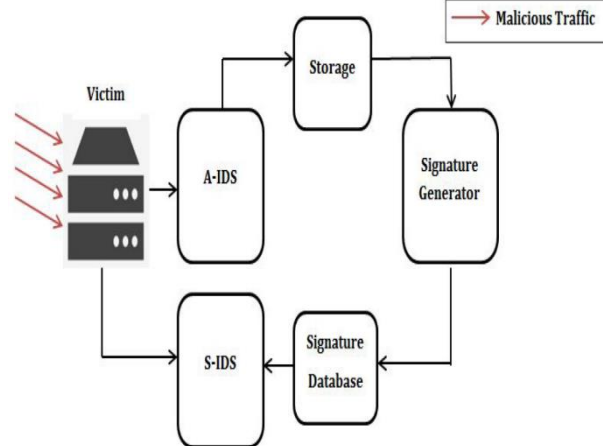 Malicious Traffic
Storage
Victim
A-IDS
Signature
Generator
S-IDS
Signature
Database